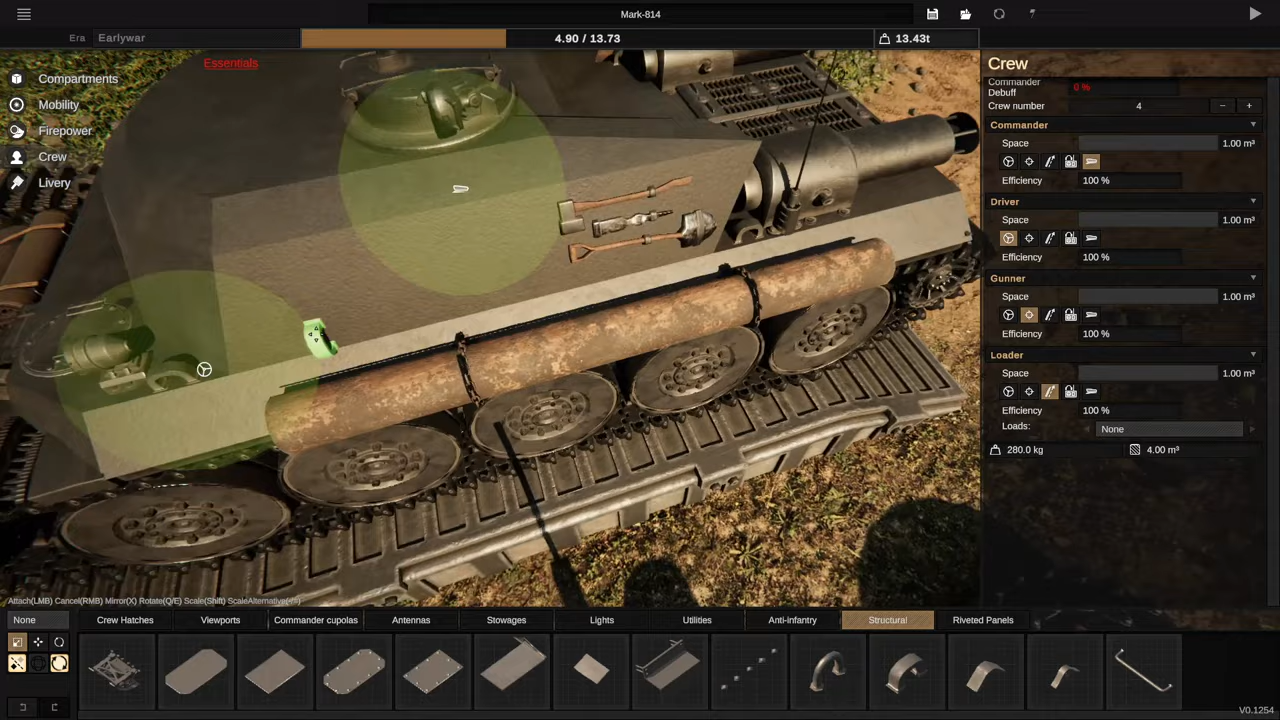 Mark-814
Era Earlywar 4.90 / 13.73 13.43t
Essentials
Compartments
Mobility
Firepower
Crew
Livery
Crew
Commander Debuff 0 %
Crew number 4 − +
Commander
Space 1.00 m³
Efficiency 100 %
Driver
Space 1.00 m³
Efficiency 100 %
Gunner
Space 1.00 m³
Efficiency 100 %
Loader
Space 1.00 m³
Efficiency 100 %
Loads: None
280.0 kg 4.00 m³
Attach(LMB) Cancel(RMB) Mirror(X) Rotate(Q/E) Scale(Shift) ScaleAlternative(+/=)
None Crew Hatches Viewports Commander cupolas Antennas Stowages Lights Utilities Anti-infantry Structural Riveted Panels
V0.1254